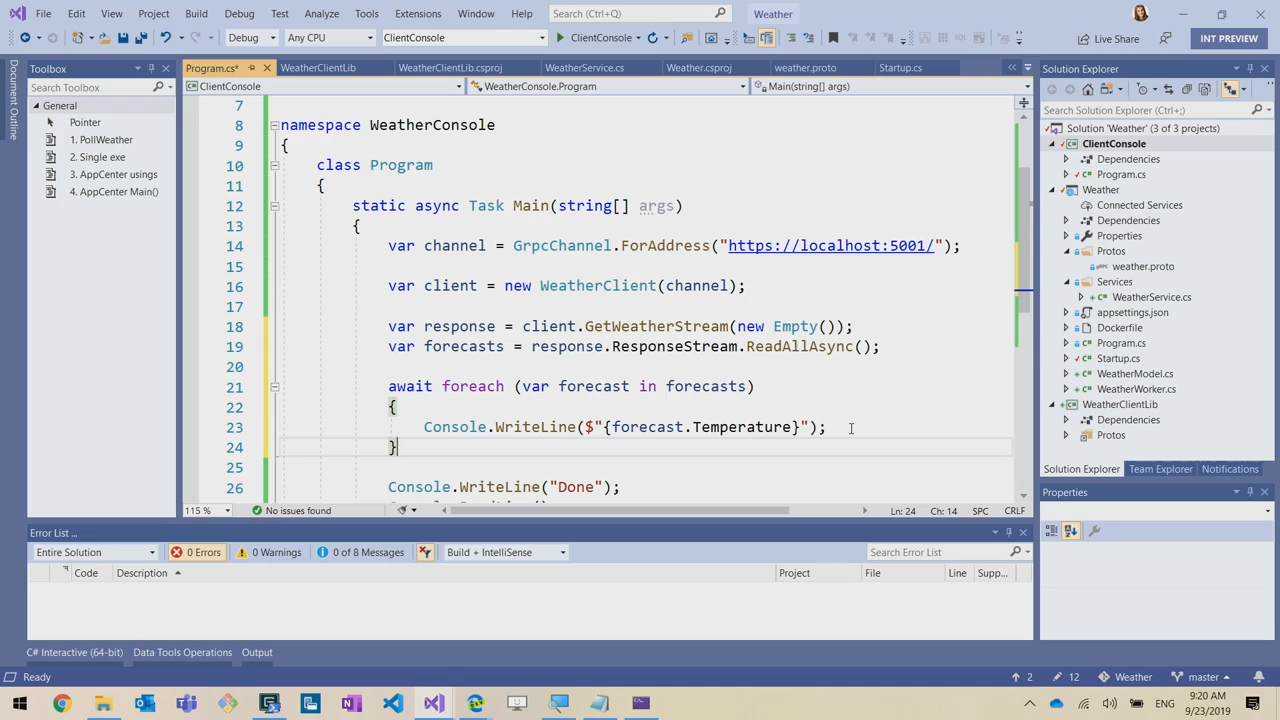 File Edit View Project Build Debug Test Analyze Tools Extensions Window Help Search (Ctrl+Q) Weather
Debug Any CPU ClientConsole ClientConsole Live Share INT PREVIEW
Document Outline
Toolbox
Search Toolbox
General
Pointer
1. PollWeather
2. Single exe
3. AppCenter usings
4. AppCenter Main()
Program.cs* WeatherClientLib WeatherClientLib.csproj WeatherService.cs Weather.csproj weather.proto Startup.cs
ClientConsole WeatherConsole.Program Main(string[] args)
7
8 namespace WeatherConsole
9 {
10 class Program
11 {
12 static async Task Main(string[] args)
13 {
14 var channel = GrpcChannel.ForAddress("https://localhost:5001/");
15
16 var client = new WeatherClient(channel);
17
18 var response = client.GetWeatherStream(new Empty());
19 var forecasts = response.ResponseStream.ReadAllAsync();
20
21 await foreach (var forecast in forecasts)
22 {
23 Console.WriteLine($"{forecast.Temperature}");
24 }
25
26 Console.WriteLine("Done");
115 % No issues found Ln: 24 Ch: 14 SPC CRLF
Solution Explorer
Search Solution Explorer (Ctrl+;)
Solution 'Weather' (3 of 3 projects)
ClientConsole
Dependencies
Program.cs
Weather
Connected Services
Dependencies
Properties
Protos
weather.proto
Services
WeatherService.cs
appsettings.json
Dockerfile
Program.cs
Startup.cs
WeatherModel.cs
WeatherWorker.cs
WeatherClientLib
Dependencies
Protos
Solution Explorer Team Explorer Notifications
Properties
Error List ...
Entire Solution 0 Errors 0 Warnings 0 of 8 Messages Build + IntelliSense Search Error List
Code Description Project File Line Supp...
C# Interactive (64-bit) Data Tools Operations Output
Ready 2 12 Weather master
ENG 9:20 AM
9/23/2019